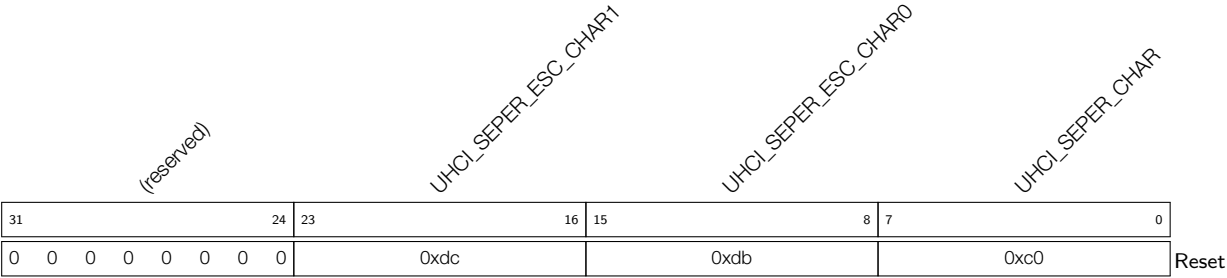 (reserved) UHCI_SEPER_ESC_CHAR1 UHCI_SEPER_ESC_CHAR0 UHCI_SEPER_CHAR
31 24 23 16 15 8 7 0
0 0 0 0 0 0 0 0 0xdc 0xdb 0xc0 Reset